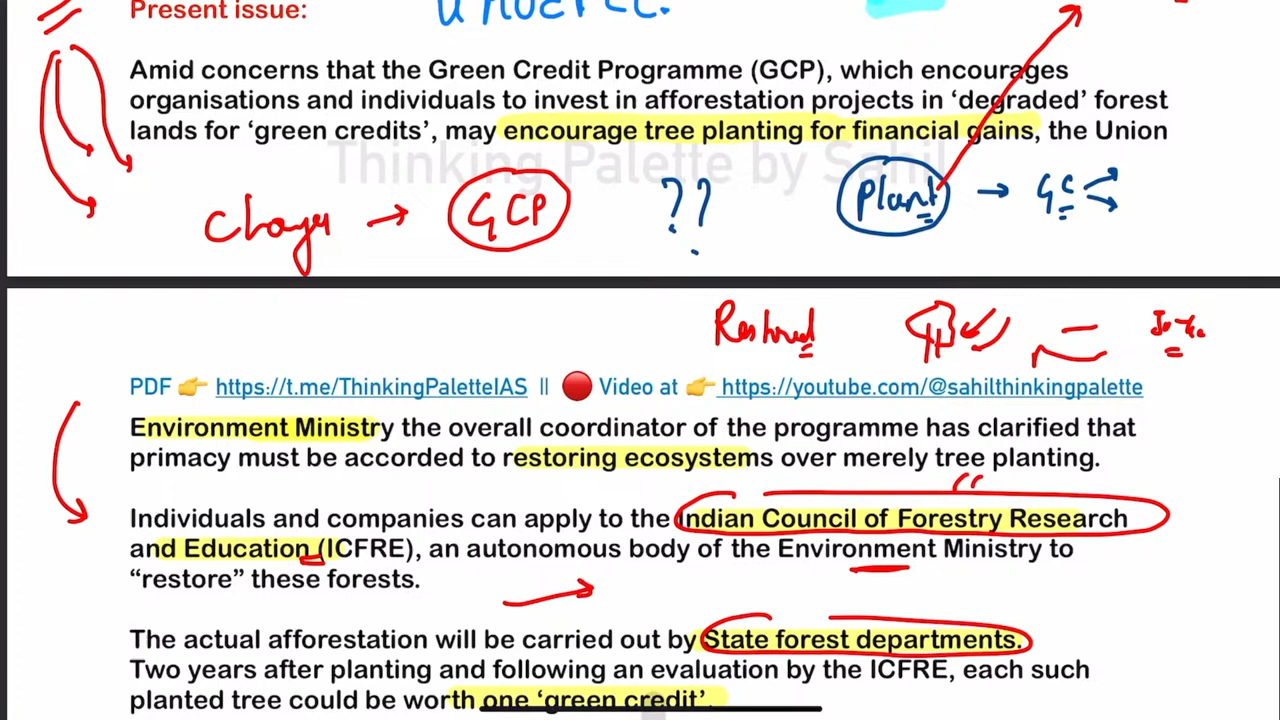 Present issue:
Amid concerns that the Green Credit Programme (GCP), which encourages
organisations and individuals to invest in afforestation projects in ‘degraded’ forest
lands for ‘green credits’, may encourage tree planting for financial gains, the Union
Thinking Palette by Sahil
Changes → GCP ?? Plant → GC
Restored
PDF 👉 https://t.me/ThinkingPaletteIAS || 🔴 Video at 👉 https://youtube.com/@sahilthinkingpalette
Environment Ministry the overall coordinator of the programme has clarified that
primacy must be accorded to restoring ecosystems over merely tree planting.
Individuals and companies can apply to the Indian Council of Forestry Research
and Education (ICFRE), an autonomous body of the Environment Ministry to
“restore” these forests.
The actual afforestation will be carried out by State forest departments.
Two years after planting and following an evaluation by the ICFRE, each such
planted tree could be worth one ‘green credit’.